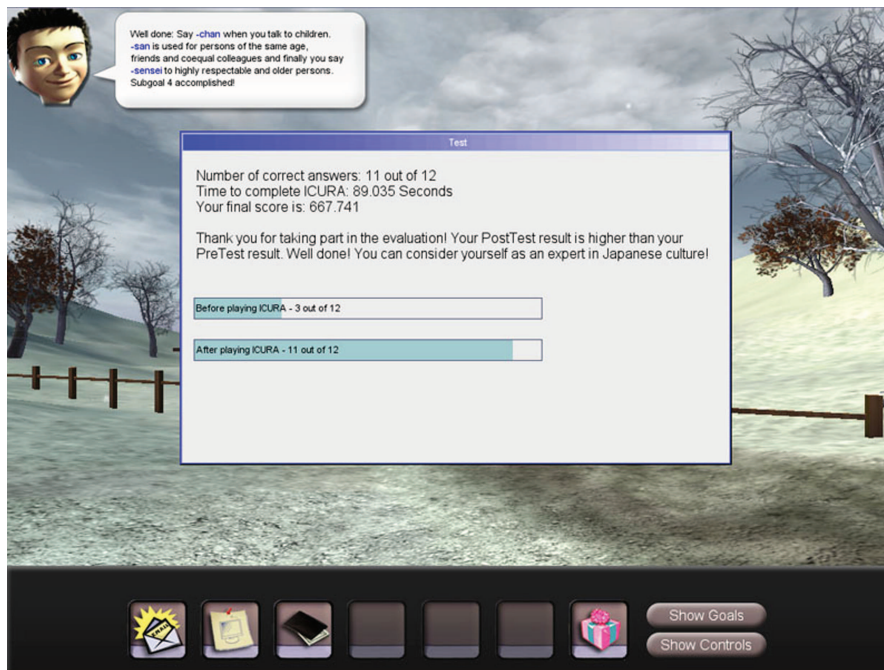 Well done: Say -chan when you talk to children.
-san is used for persons of the same age,
friends and coequal colleagues and finally you say
-sensei to highly respectable and older persons.
Subgoal 4 accomplished!
Test
Number of correct answers: 11 out of 12
Time to complete ICURA: 89.035 Seconds
Your final score is: 667.741
Thank you for taking part in the evaluation! Your PostTest result is higher than your
PreTest result. Well done! You can consider yourself as an expert in Japanese culture!
Before playing ICURA - 3 out of 12
After playing ICURA - 11 out of 12
Show Goals
Show Controls